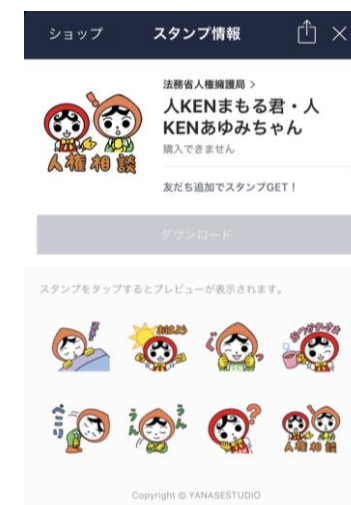 ショップ
スタンプ情報
法務省人権擁護局 >
人KENまもる君・人
KENあゆみちゃん
購入できません
友だち追加でスタンプGET！
人権相談
ダウンロード
スタンプをタップするとプレビューが表示されます。
おはよう
ぐっ
おつかれさま
ぺこり
うんうん
?
人権相談
Copyright © YANASESTUDIO